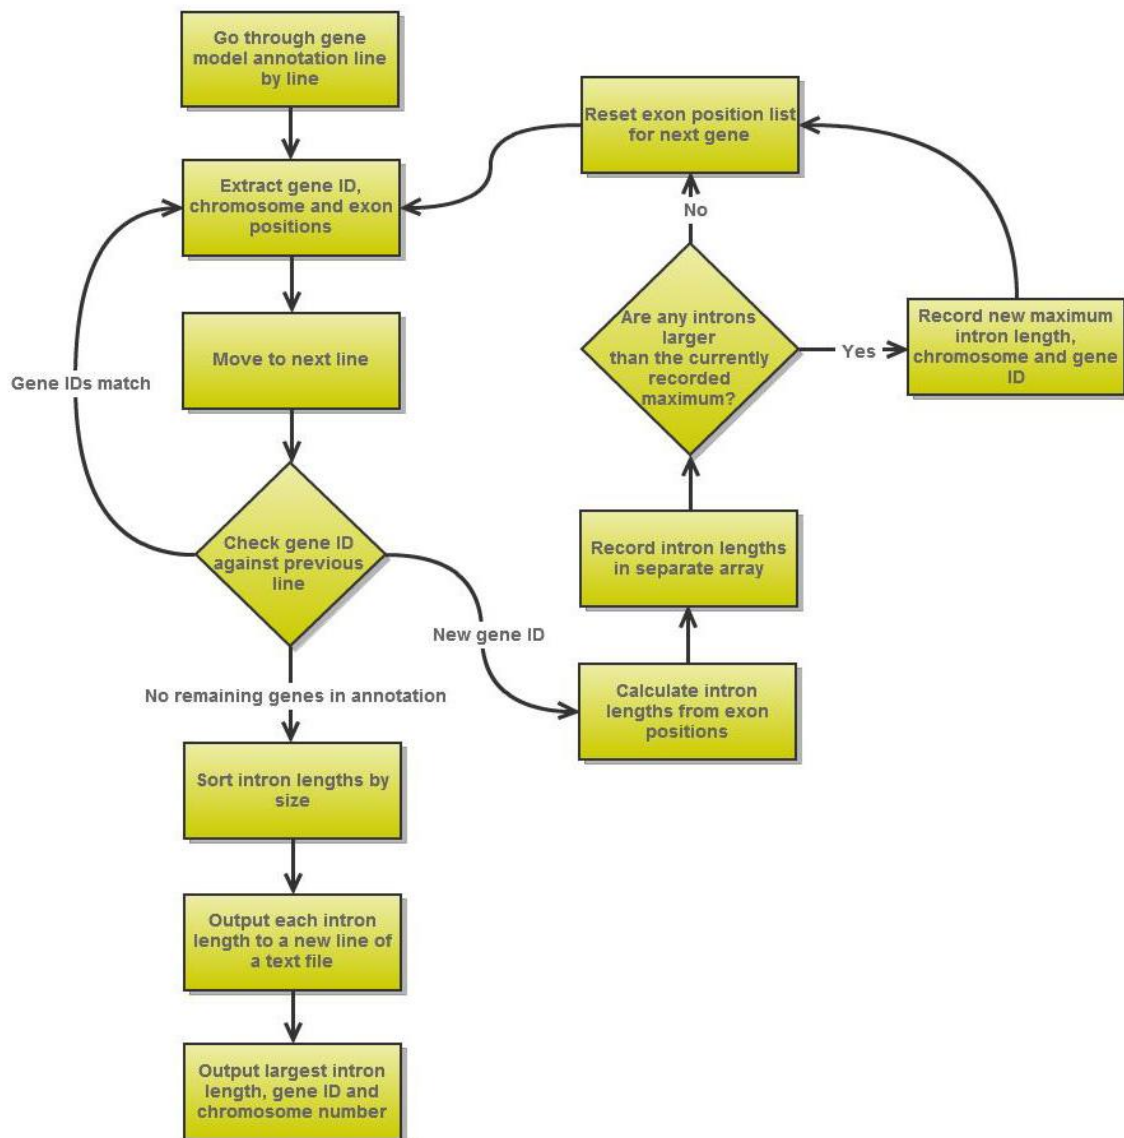 Go through gene
model annotation line
by line
Extract gene ID,
chromosome and exon
positions
Move to next line
Gene IDs match
Check gene ID
against previous
line
New gene ID
No remaining genes in annotation
Sort intron lengths by
size
Output each intron
length to a new line of
a text file
Output largest intron
length, gene ID and
chromosome number
Calculate intron
lengths from exon
positions
Record intron lengths
in separate array
Are any introns
larger
than the currently
recorded
maximum?
No
Yes
Record new maximum
intron length,
chromosome and gene
ID
Reset exon position list
for next gene